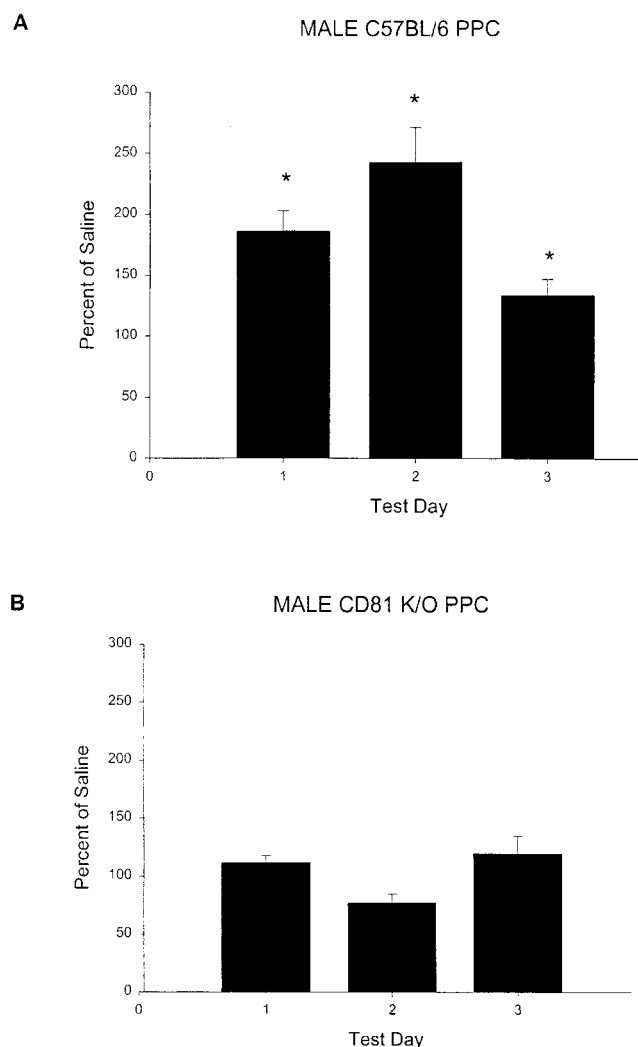 A
MALE C57BL/6 PPC
300
250
200
150
100
50
0
Percent of Saline
*
*
*
0 1 2 3
Test Day
B
MALE CD81 K/O PPC
300
250
200
150
100
50
0
Percent of Saline
0 1 2 3
Test Day